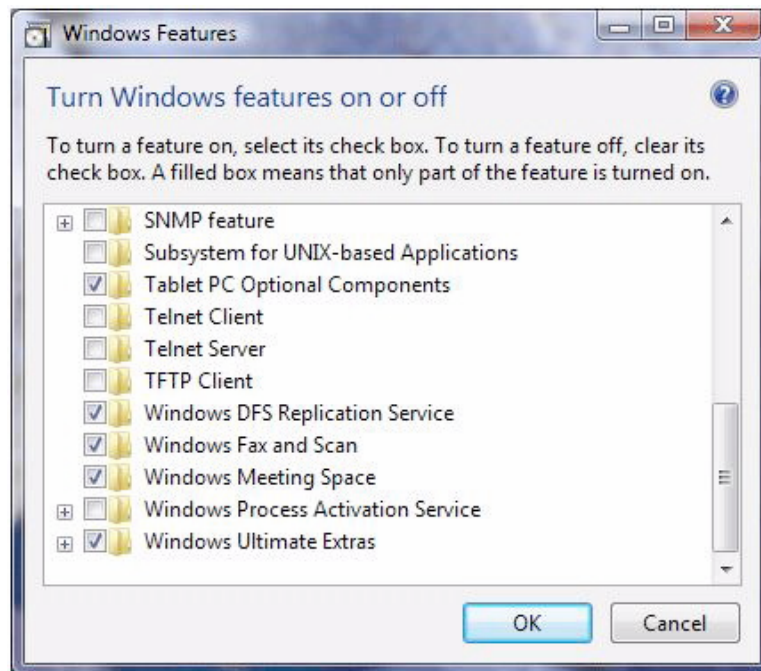 Windows Features
Turn Windows features on or off
To turn a feature on, select its check box. To turn a feature off, clear its
check box. A filled box means that only part of the feature is turned on.
SNMP feature
Subsystem for UNIX-based Applications
Tablet PC Optional Components
Telnet Client
Telnet Server
TFTP Client
Windows DFS Replication Service
Windows Fax and Scan
Windows Meeting Space
Windows Process Activation Service
Windows Ultimate Extras
OK Cancel